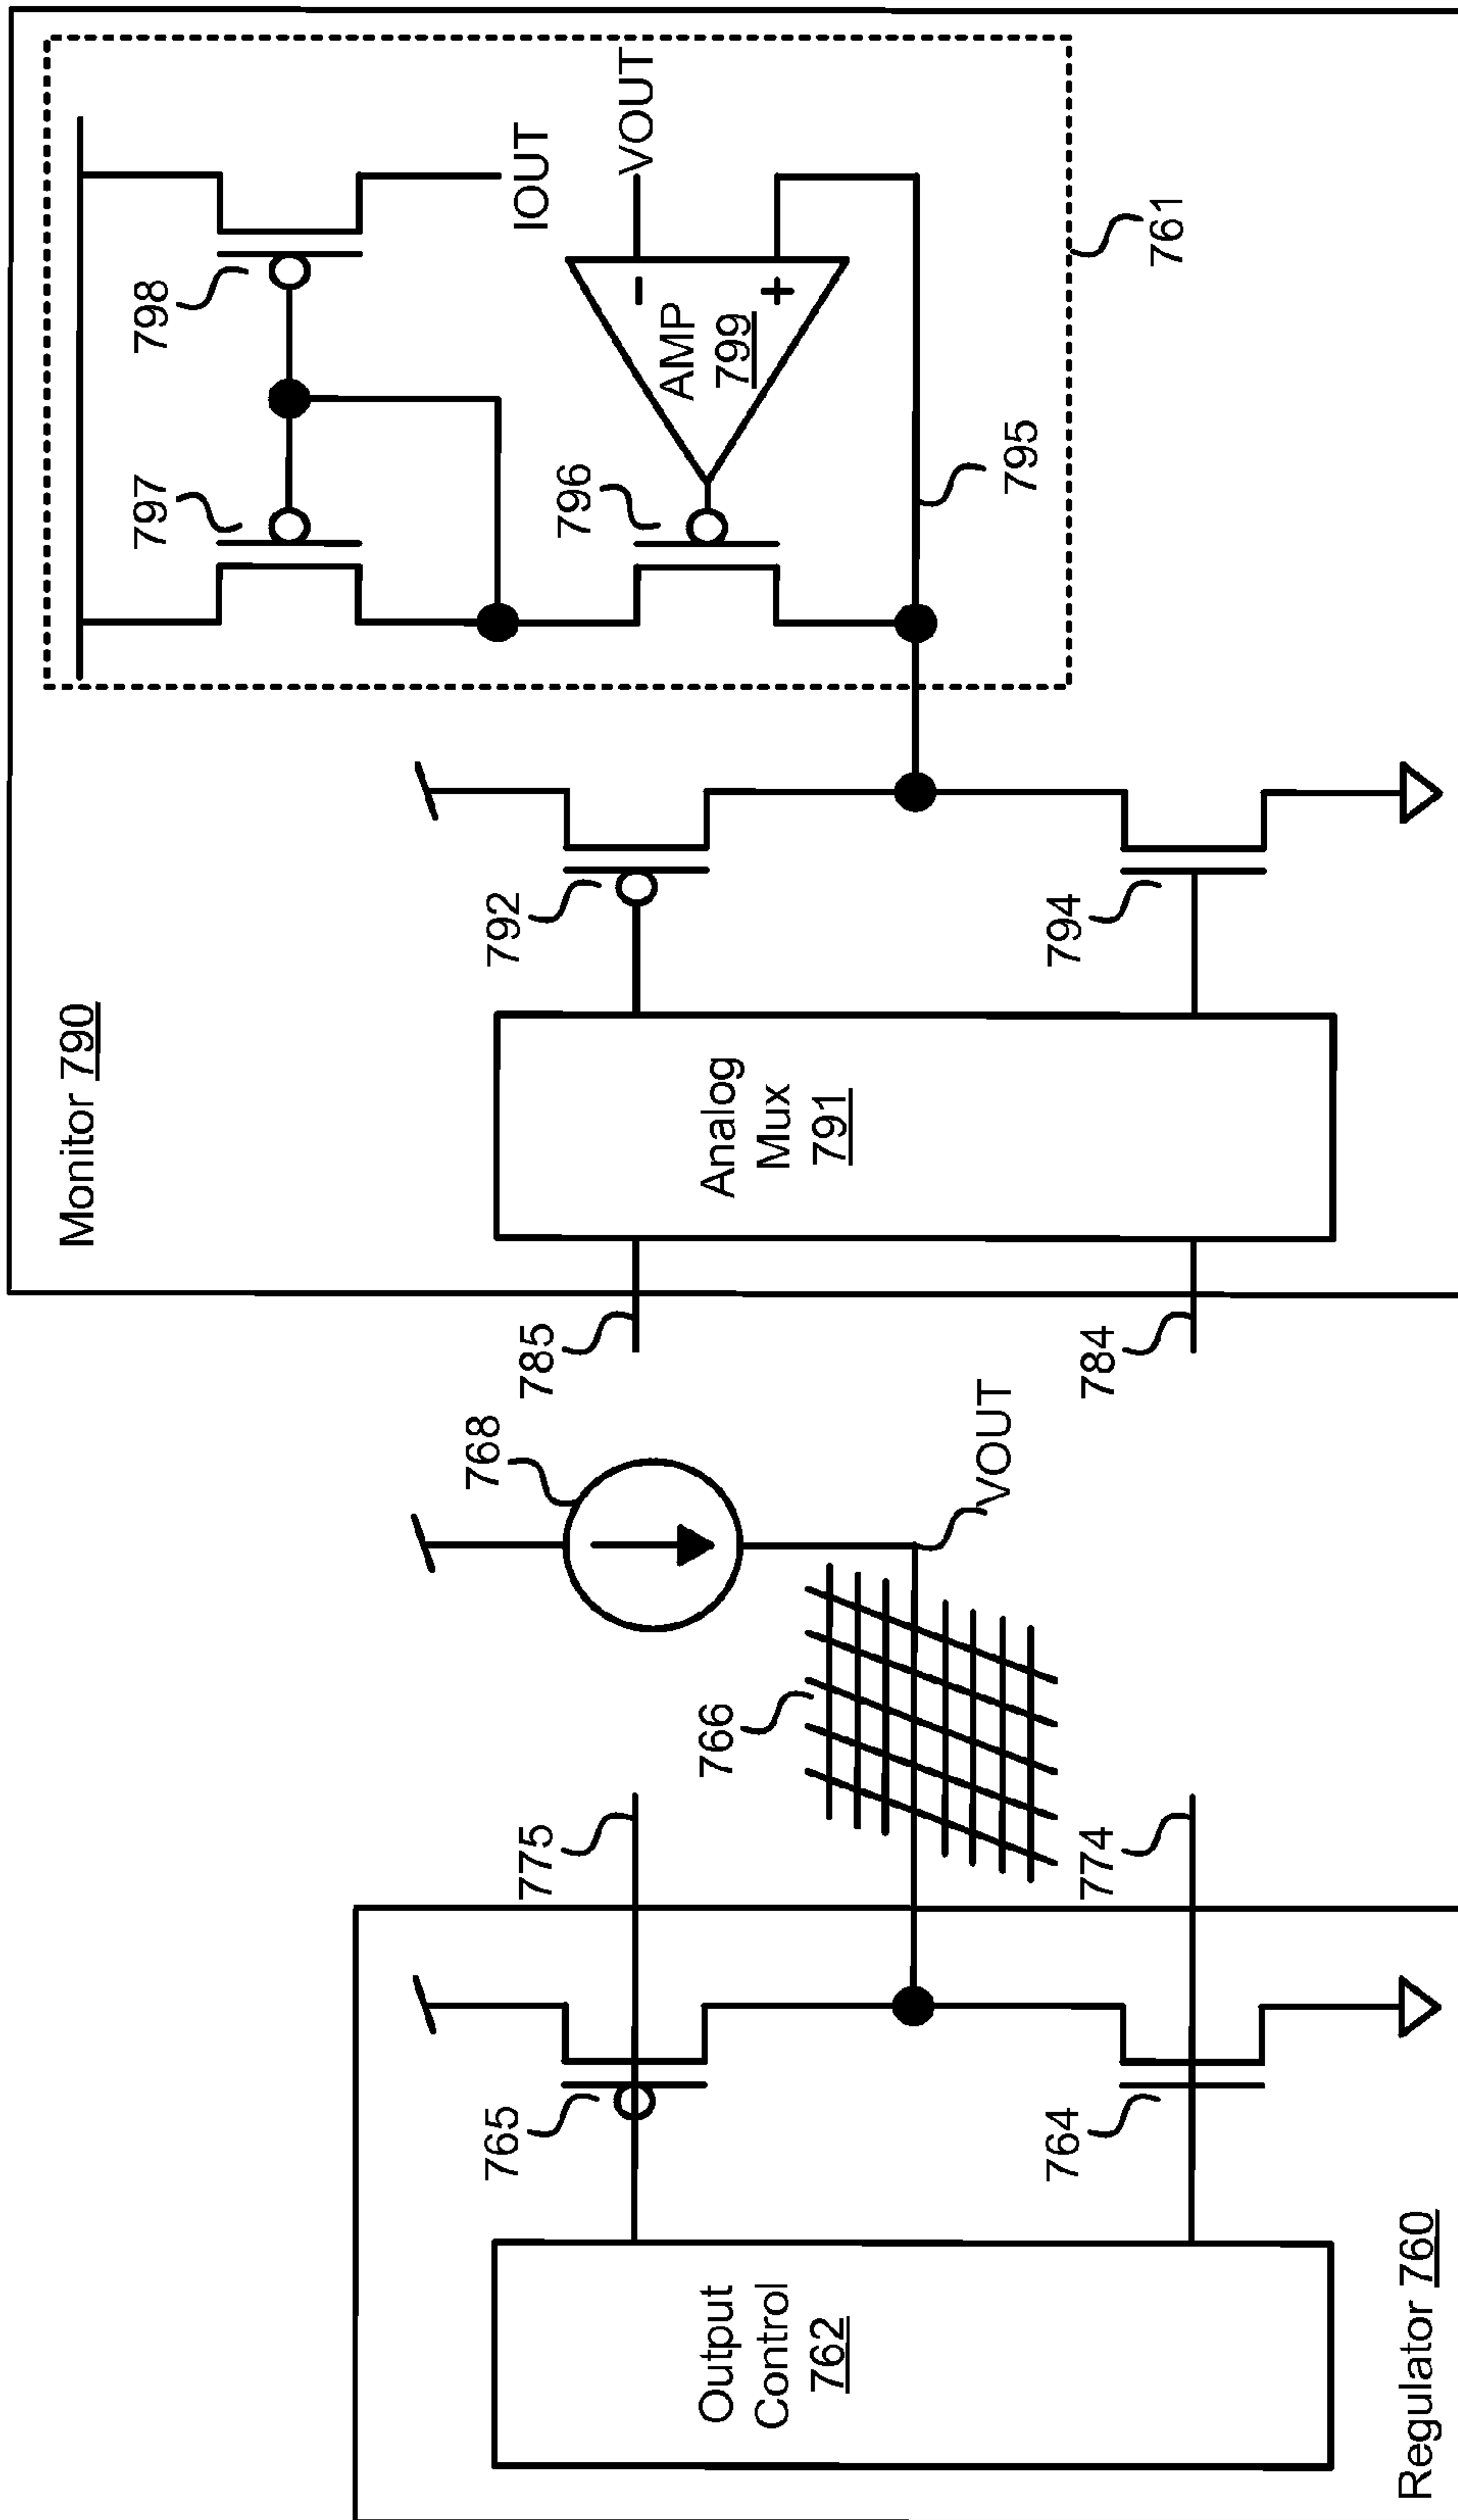 Monitor 790
797
798
IOUT
VOUT
796
AMP
799
-
+
795
761
792
794
Analog
Mux
791
785
784
768
VOUT
766
775
774
765
764
Output
Control
762
Regulator 760